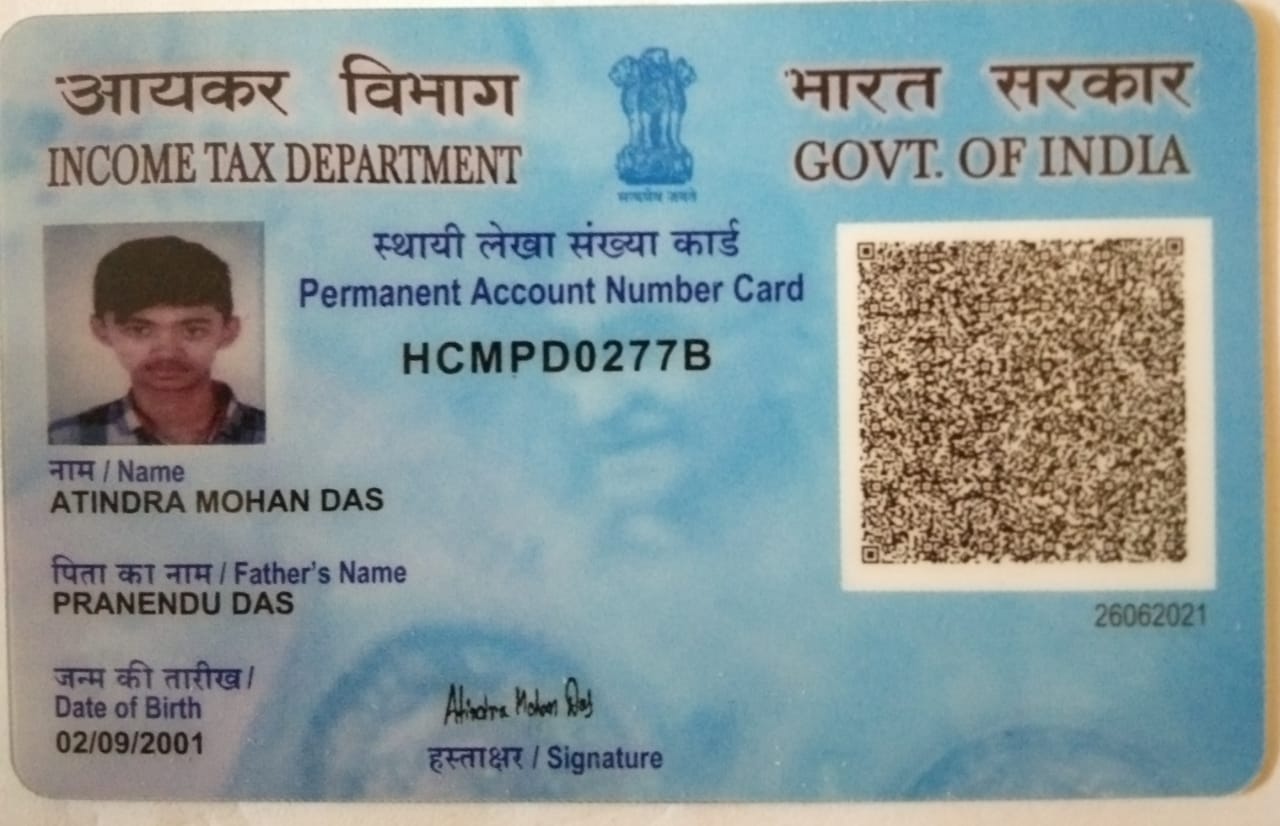 आयकर विभाग
INCOME TAX DEPARTMENT
सत्यमेव जयते
भारत सरकार
GOVT. OF INDIA
स्थायी लेखा संख्या कार्ड
Permanent Account Number Card
HCMPD0277B
नाम / Name
ATINDRA MOHAN DAS
पिता का नाम / Father's Name
PRANENDU DAS
26062021
जन्म की तारीख /
Date of Birth
02/09/2001
Atindra Mohan Das
हस्ताक्षर / Signature